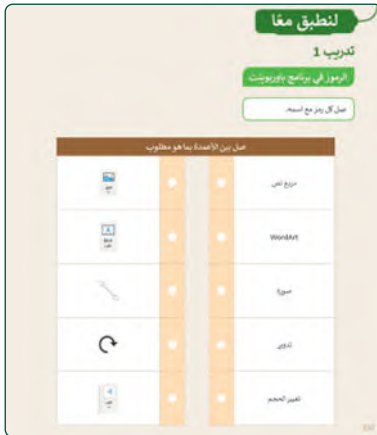 لنطبق معًا
تدريب 1
الرموز في برنامج باوربوينت
صل كل رمز مع اسمه.
صل بين الأعمدة بما هو مطلوب
مربع نص
WordArt
صورة
تدوير
تغيير الحجم